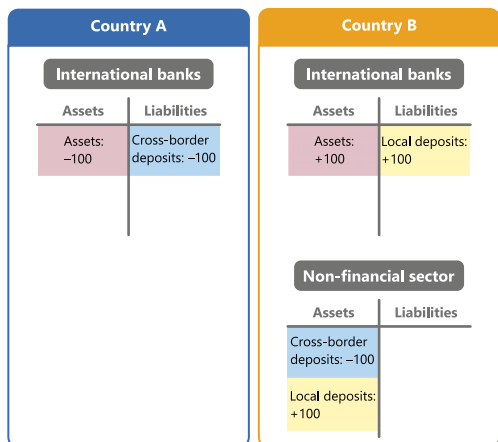 Country A
International banks
Assets
Liabilities
Assets:
–100
Cross-border
deposits: –100
Country B
International banks
Assets
Liabilities
Assets:
+100
Local deposits:
+100
Non-financial sector
Assets
Liabilities
Cross-border
deposits: –100
Local deposits:
+100